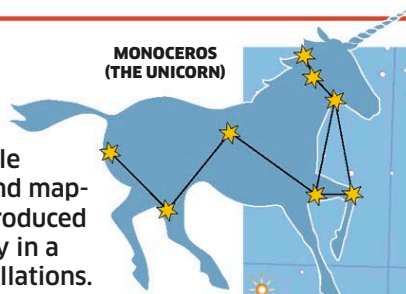 MONOCEROS
(THE UNICORN)
le
nd map-
roduced
y in a
llations.